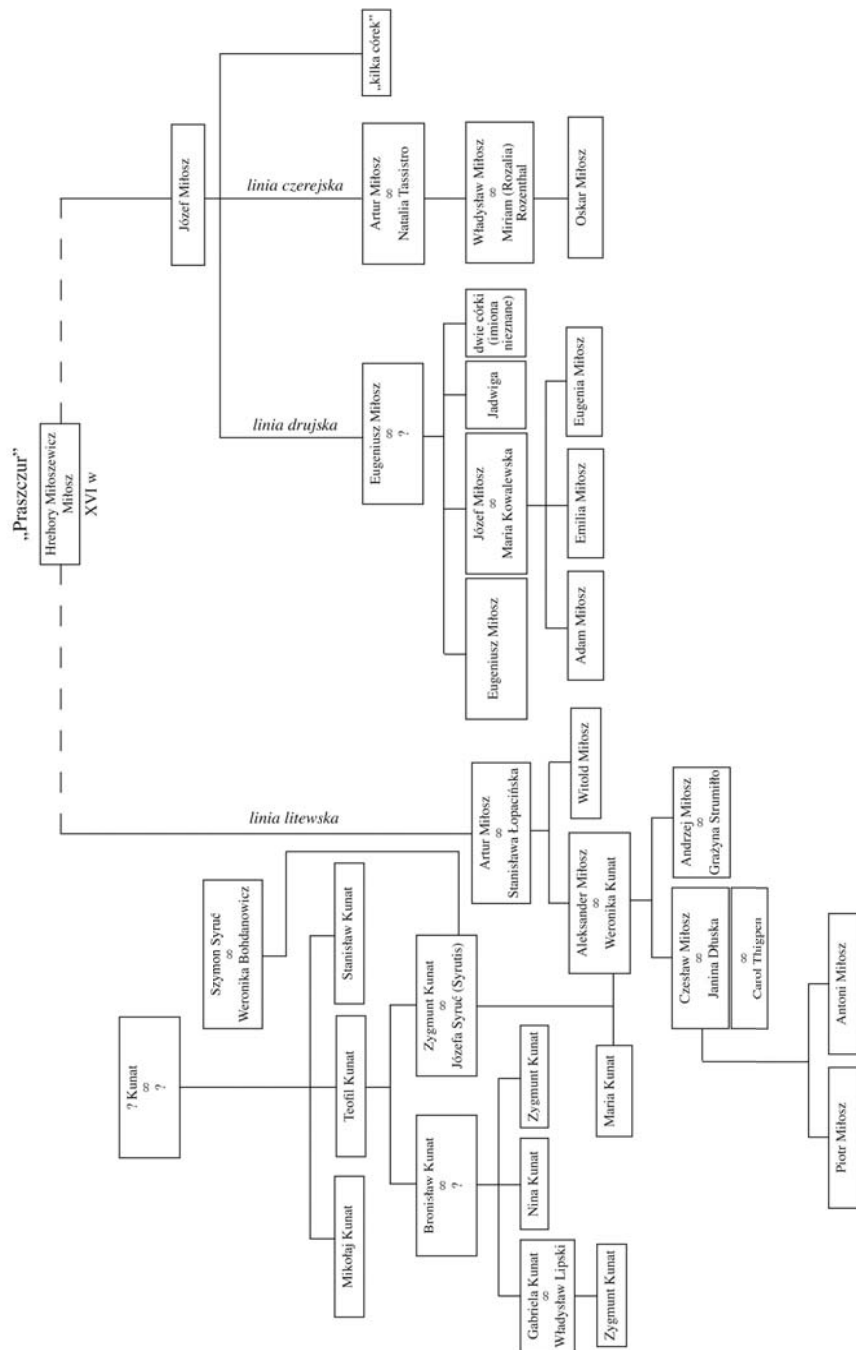 „Praszczur”
Hrehory Miłoszewicz
Miłosz
XVI w
Józef Miłosz
linia litewska
linia drujska
linia czerejska
„kilka córek”
? Kunat
∞
?
Szymon Syruć
∞
Weronika Bohdanowicz
Mikołaj Kunat
Teofil Kunat
Stanisław Kunat
Eugeniusz Miłosz
∞
?
Artur Miłosz
∞
Natalia Tassistro
Bronisław Kunat
∞
?
Zygmunt Kunat
∞
Józefa Syruć (Syrutis)
Artur Miłosz
∞
Stanisława Łopacińska
Eugeniusz Miłosz
Józef Miłosz
∞
Maria Kowalewska
Jadwiga
dwie córki
(imiona
nieznane)
Władysław Miłosz
∞
Miriam (Rozalia)
Rozenthal
Gabriela Kunat
∞
Władysław Lipski
Nina Kunat
Zygmunt Kunat
Aleksander Miłosz
∞
Weronika Kunat
Witold Miłosz
Adam Miłosz
Emilia Miłosz
Eugenia Miłosz
Oskar Miłosz
Zygmunt Kunat
Maria Kunat
Czesław Miłosz
∞
Janina Dłuska
∞
Carol Thigpen
Andrzej Miłosz
∞
Grażyna Strumiłło
Piotr Miłosz
Antoni Miłosz